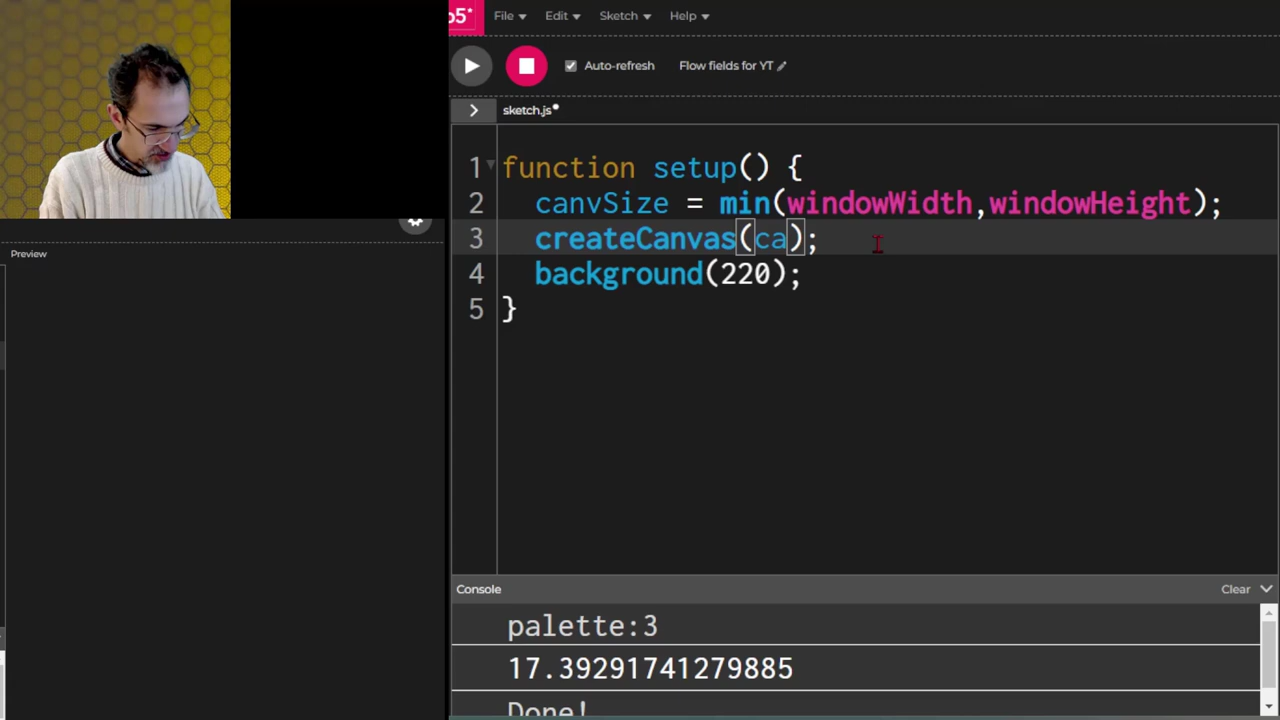 p5* File Edit Sketch Help
Auto-refresh Flow fields for YT
> sketch.js*
Preview
1 function setup() {
2 canvSize = min(windowWidth,windowHeight);
3 createCanvas(ca);
4 background(220);
5 }
Console Clear
palette:3
17.39291741279885
Done!